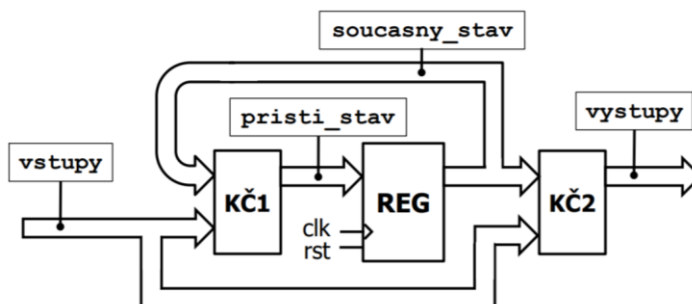 soucasny_stav
pristi_stav
vystupy
vstupy
KČ1
REG
KČ2
clk
rst